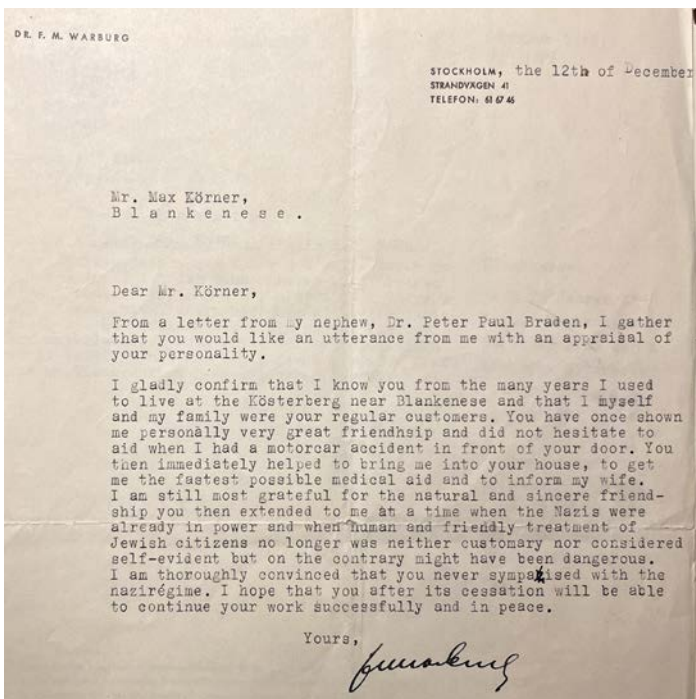 DR. F. M. WARBURG
STOCKHOLM, the 12th of December
STRANDVÄGEN 41
TELEFON: 61 67 46
Mr. Max Körner,
B l a n k e n e s e .
Dear Mr. Körner,
From a letter from my nephew, Dr. Peter Paul Braden, I gather
that you would like an utterance from me with an appraisal of
your personality.
I gladly confirm that I know you from the many years I used
to live at the Kösterberg near Blankenese and that I myself
and my family were your regular customers. You have once shown
me personally very great friendhsip and did not hesitate to
aid when I had a motorcar accident in front of your door. You
then immediately helped to bring me into your house, to get
me the fastest possible medical aid and to inform my wife.
I am still most grateful for the natural and sincere friend-
ship you then extended to me at a time when the Nazis were
already in power and when human and friendly treatment of
Jewish citizens no longer was neither customary nor considered
self-evident but on the contrary might have been dangerous.
I am thoroughly convinced that you never sympatised with the
nazirégime. I hope that you after its cessation will be able
to continue your work successfully and in peace.
Yours,